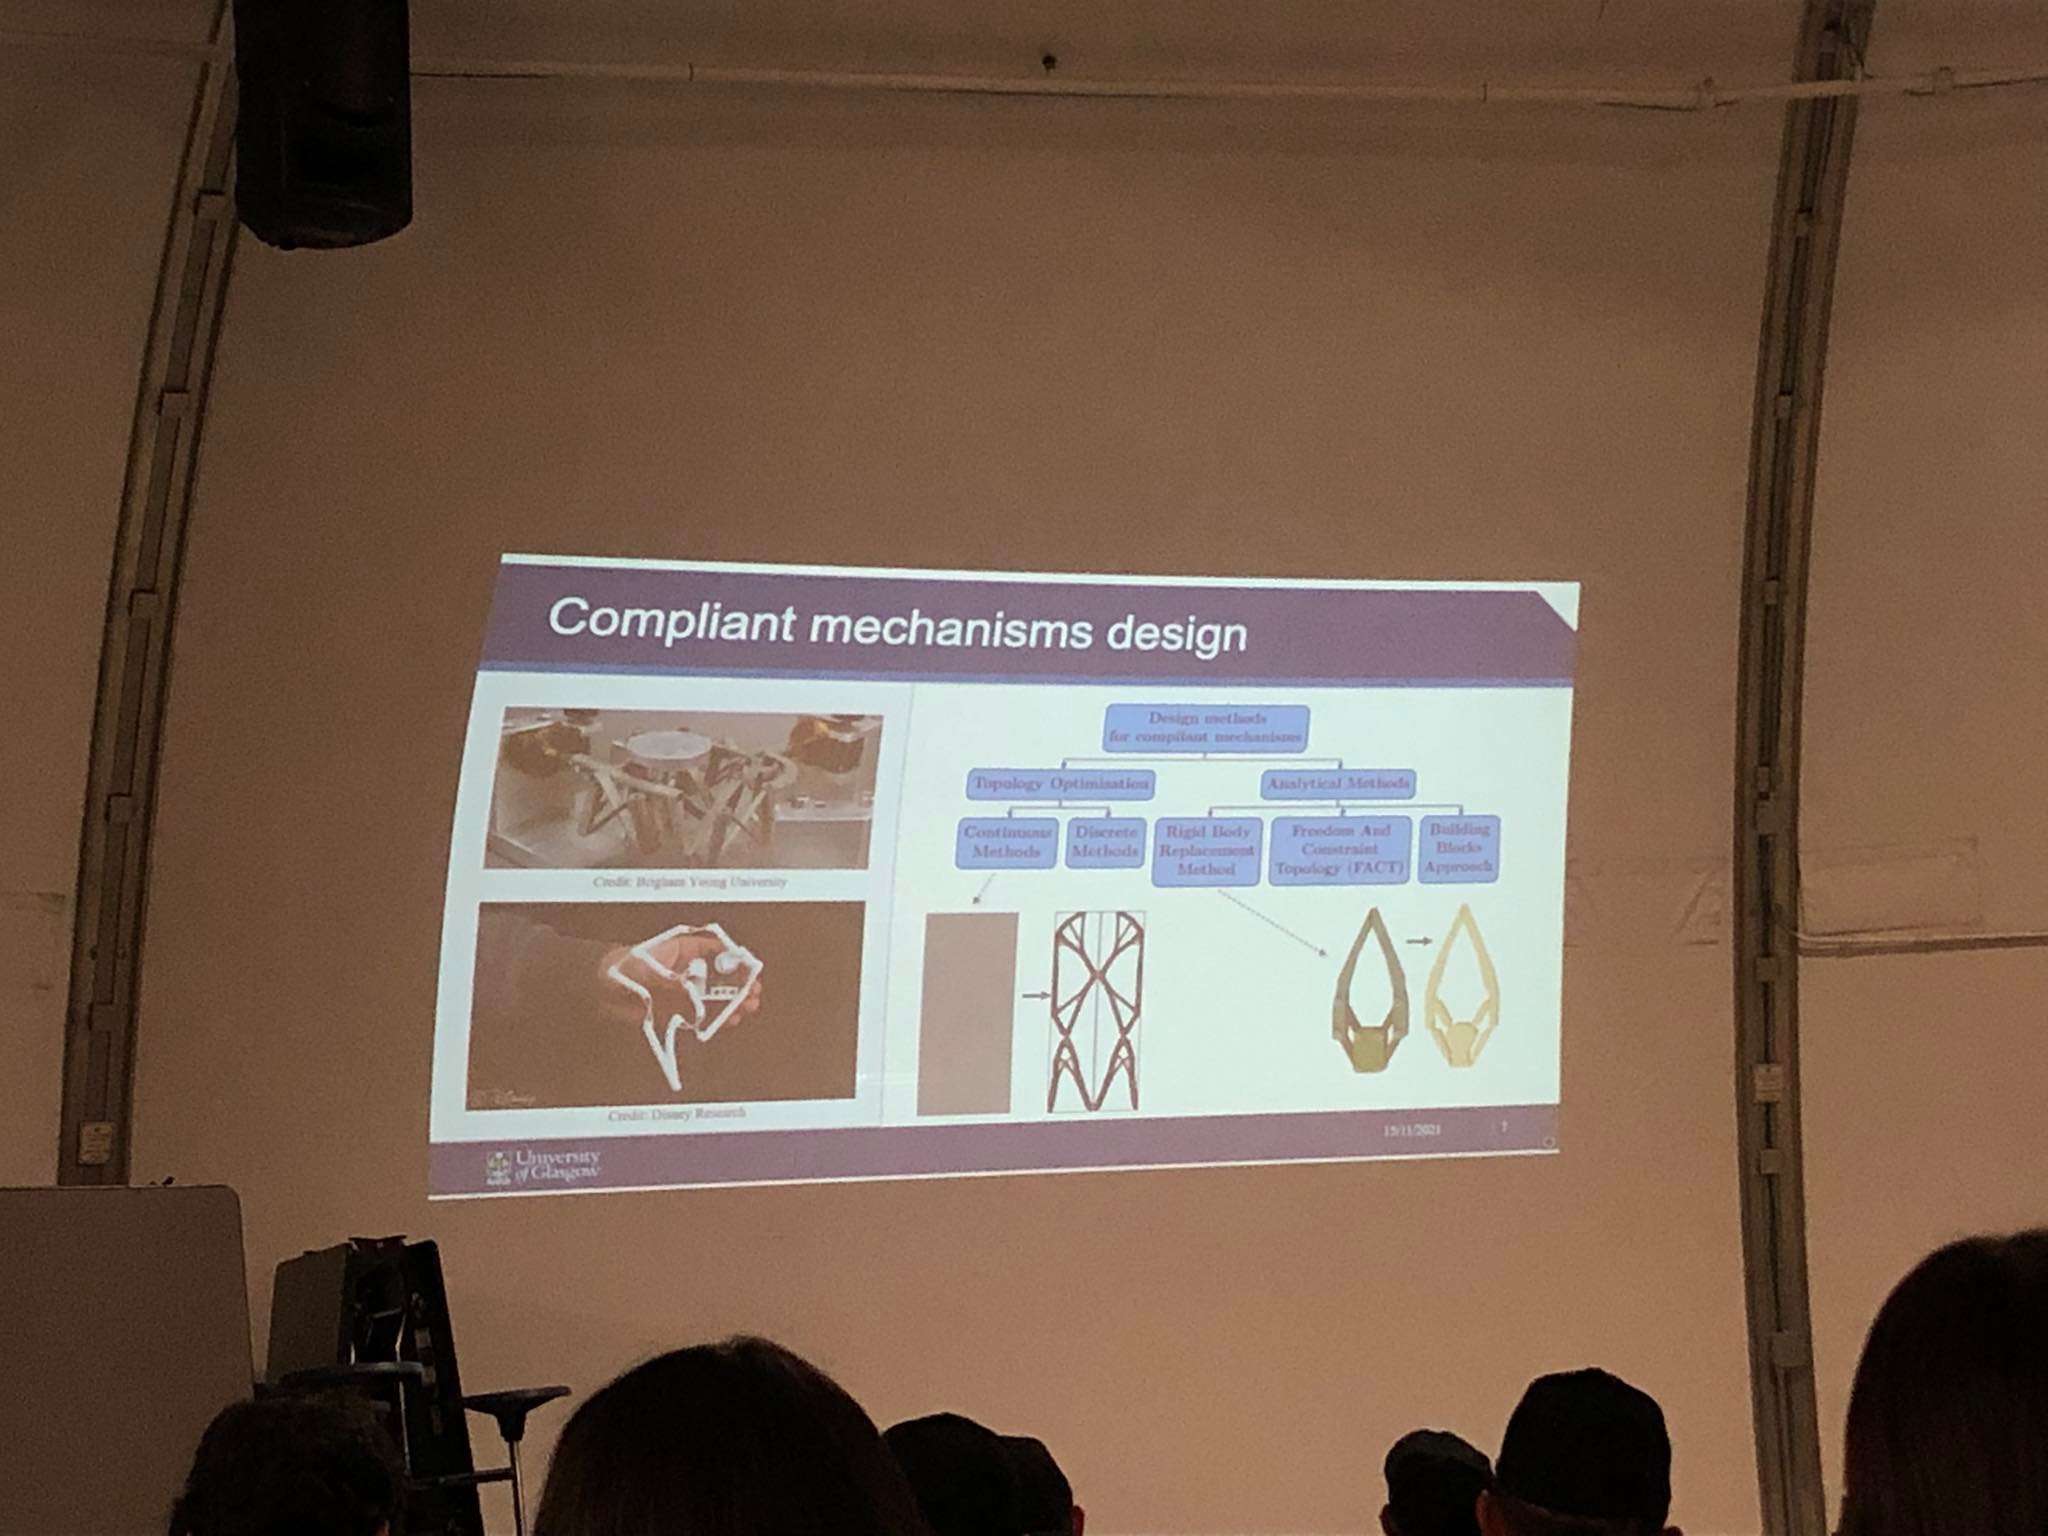 Compliant mechanisms design
Credit: Brigham Young University
© Disney
Credit: Disney Research
Design methods
for compliant mechanisms
Topology Optimisation
Analytical Methods
Continuous
Methods
Discrete
Methods
Rigid Body
Replacement
Method
Freedom And
Constraint
Topology (FACT)
Building
Blocks
Approach
University
of Glasgow
15/11/2021